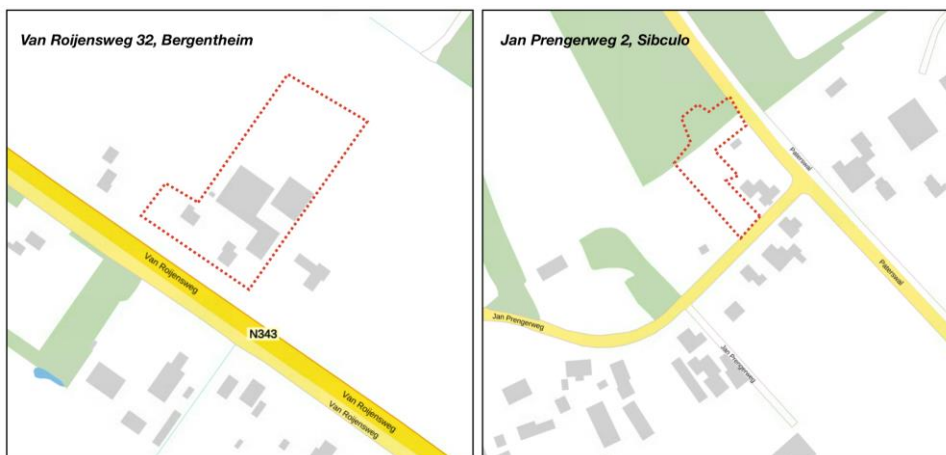 Van Roijensweg 32, Bergentheim
Van Roijensweg
N343
Van Roijensweg
Van Roijensweg
Jan Prengerweg 2, Sibculo
Paterswal
Paterswal
Jan Prengerweg
Jan Prengerweg